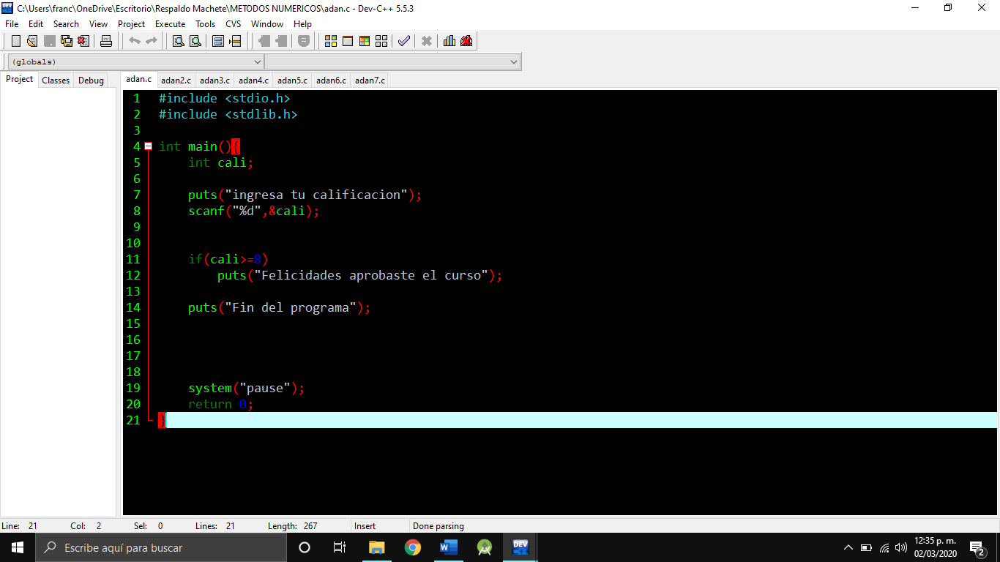 C:\Users\franc\OneDrive\Escritorio\Respaldo Machete\METODOS NUMERICOS\adan.c - Dev-C++ 5.5.3
File Edit Search View Project Execute Tools CVS Window Help
(globals)
Project Classes Debug
adan.c adan2.c adan3.c adan4.c adan5.c adan6.c adan7.c
1 #include <stdio.h>
2 #include <stdlib.h>
3
4 int main(){
5 int cali;
6
7 puts("ingresa tu calificacion");
8 scanf("%d",&cali);
9
10
11 if(cali>=8)
12 puts("Felicidades aprobaste el curso");
13
14 puts("Fin del programa");
15
16
17
18
19 system("pause");
20 return 0;
21 }
Line: 21 Col: 2 Sel: 0 Lines: 21 Length: 267 Insert Done parsing
Escribe aquí para buscar
DEV C++
12:35 p. m.
02/03/2020
2